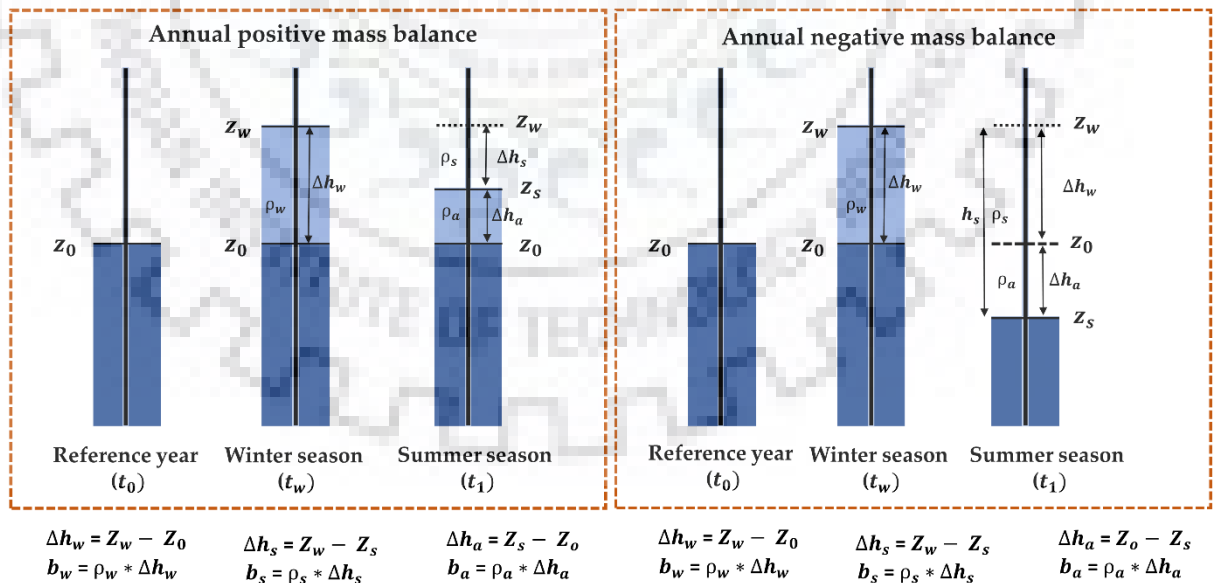 Annual positive mass balance
Z_w
Z_0
ρ_w
Δh_w
Z_0
Z_w
ρ_s
Δh_s
Z_s
ρ_a
Δh_a
Z_0
Reference year
(t_0)
Winter season
(t_w)
Summer season
(t_1)
Δh_w = Z_w − Z_0
b_w = ρ_w * Δh_w
Δh_s = Z_w − Z_s
b_s = ρ_s * Δh_s
Δh_a = Z_s − Z_o
b_a = ρ_a * Δh_a
Annual negative mass balance
Z_0
Z_w
Δh_w
ρ_w
Z_0
Z_w
Δh_w
h_s
ρ_s
Z_0
ρ_a
Δh_a
Z_s
Reference year
(t_0)
Winter season
(t_w)
Summer season
(t_1)
Δh_w = Z_w − Z_0
b_w = ρ_w * Δh_w
Δh_s = Z_w − Z_s
b_s = ρ_s * Δh_s
Δh_a = Z_o − Z_s
b_a = ρ_a * Δh_a